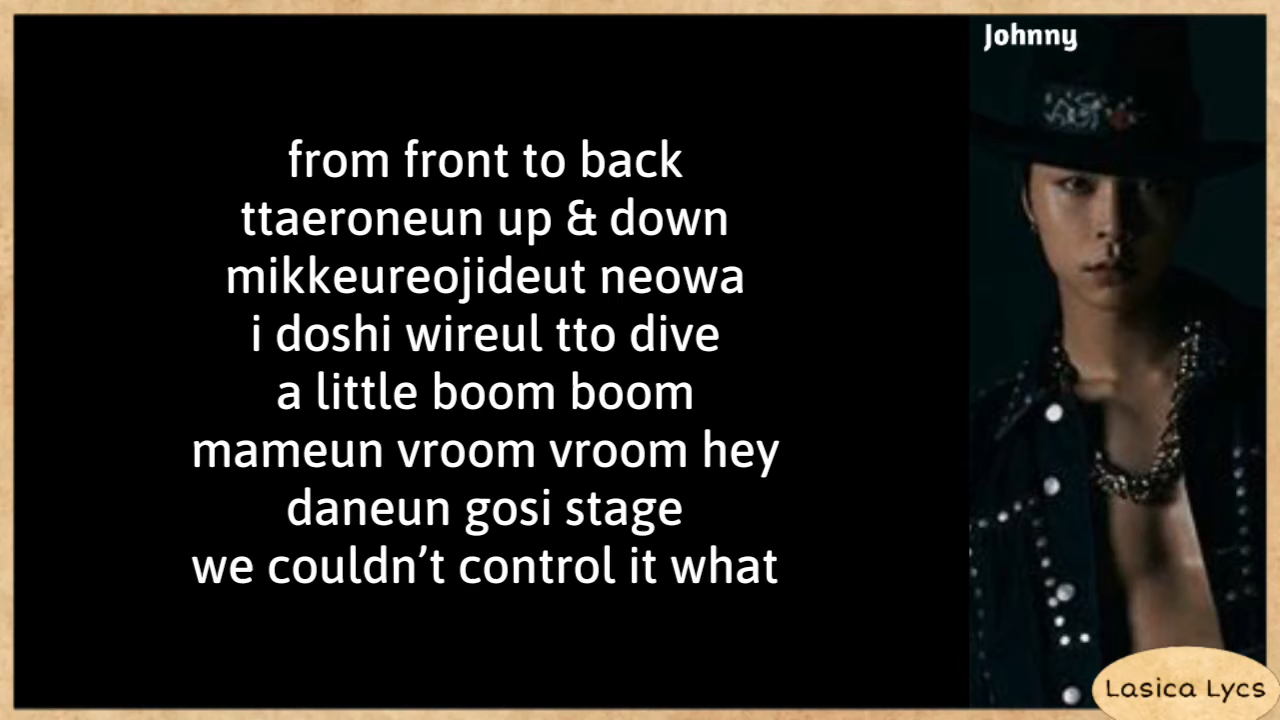 Johnny
from front to back
ttaeroneun up & down
mikkeureojideut neowa
i doshi wireul tto dive
a little boom boom
mameun vroom vroom hey
daneun gosi stage
we couldn’t control it what
Lasica Lycs